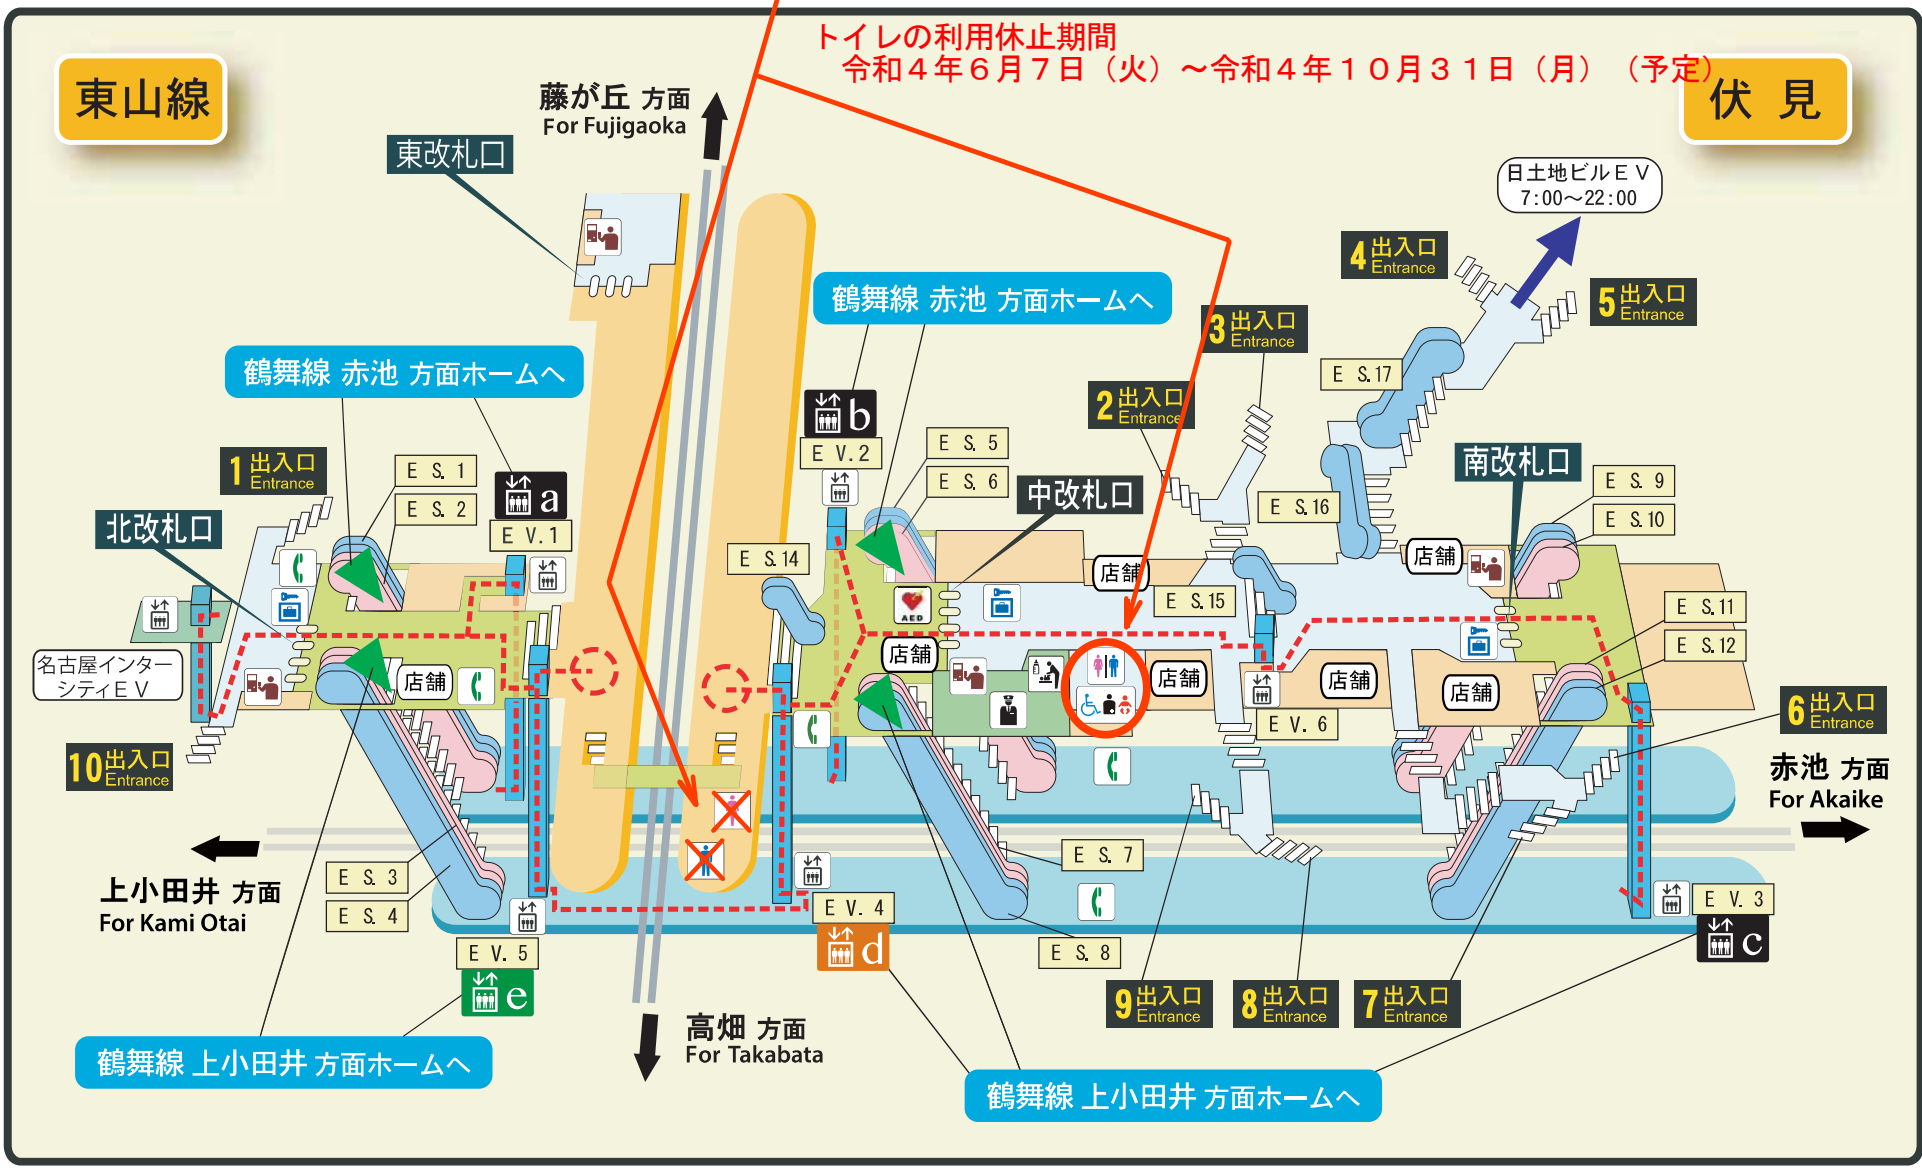 トイレの利用休止期間
令和４年６月７日（火）～令和４年１０月３１日（月）（予定）
東山線
伏 見
藤が丘 方面
For Fujigaoka
東改札口
日土地ビルＥＶ
7:00～22:00
4 出入口
Entrance
5 出入口
Entrance
鶴舞線 赤池 方面ホームへ
3 出入口
Entrance
鶴舞線 赤池 方面ホームへ
E S.17
2 出入口
Entrance
b
E V.2
E S. 5
E S. 6
1 出入口
Entrance
E S. 1
E S. 2
a
E V.1
中改札口
南改札口
E S. 9
E S.10
E S.16
北改札口
E S.14
店舗
店舗
E S.15
AED
E S.11
E S.12
名古屋インター
シティＥＶ
店舗
店舗
店舗
店舗
店舗
E V. 6
6 出入口
Entrance
10 出入口
Entrance
赤池 方面
For Akaike
上小田井 方面
For Kami Otai
E S. 3
E S. 4
E S. 7
E V. 5
e
E V. 4
d
E S. 8
E V. 3
c
9 出入口
Entrance
8 出入口
Entrance
7 出入口
Entrance
高畑 方面
For Takabata
鶴舞線 上小田井 方面ホームへ
鶴舞線 上小田井 方面ホームへ